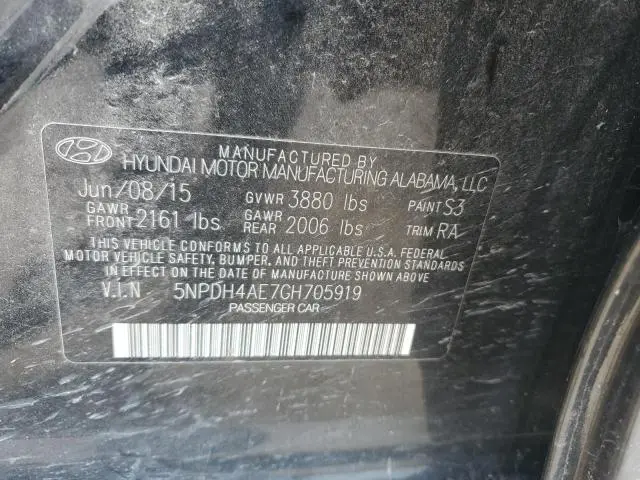 MANUFACTURED BY
HYUNDAI MOTOR MANUFACTURING ALABAMA, LLC
Jun/08/15 GVWR 3880 lbs PAINT S3
GAWR FRONT 2161 lbs GAWR REAR 2006 lbs TRIM RA
THIS VEHICLE CONFORMS TO ALL APPLICABLE U.S.A. FEDERAL
MOTOR VEHICLE SAFETY, BUMPER, AND THEFT PREVENTION STANDARDS
IN EFFECT ON THE DATE OF MANUFACTURE SHOWN ABOVE
V.I.N 5NPDH4AE7GH705919
PASSENGER CAR